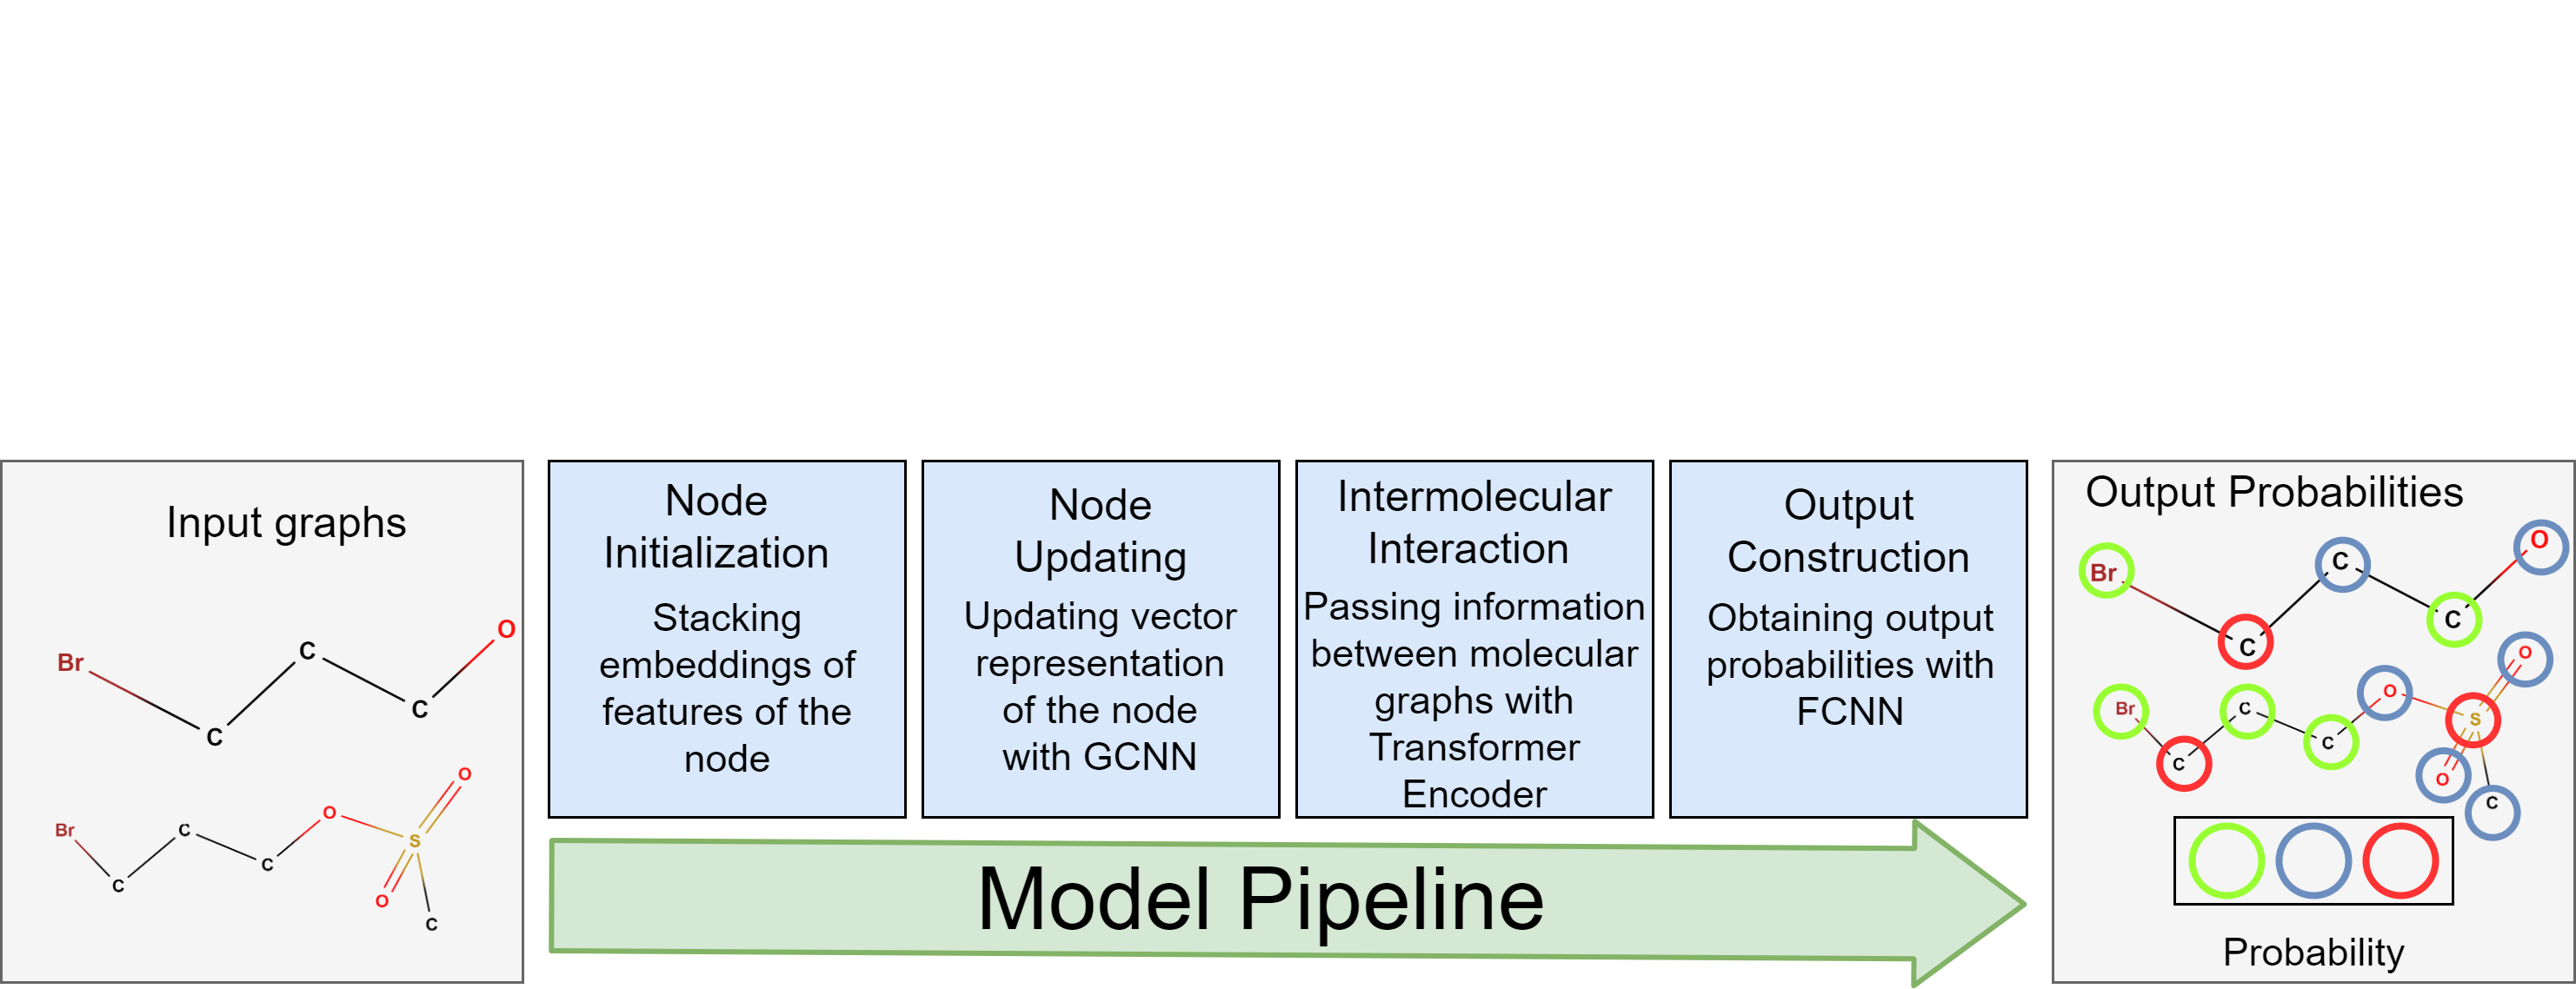 Input graphs
Br
C
C
C
O
Br
C
C
C
O
S
O
O
C
Node
Initialization
Stacking
embeddings of
features of the
node
Node
Updating
Updating vector
representation
of the node
with GCNN
Intermolecular
Interaction
Passing information
between molecular
graphs with
Transformer
Encoder
Output
Construction
Obtaining output
probabilities with
FCNN
Model Pipeline
Output Probabilities
Br
C
C
C
O
Br
C
C
C
O
S
O
O
C
Probability